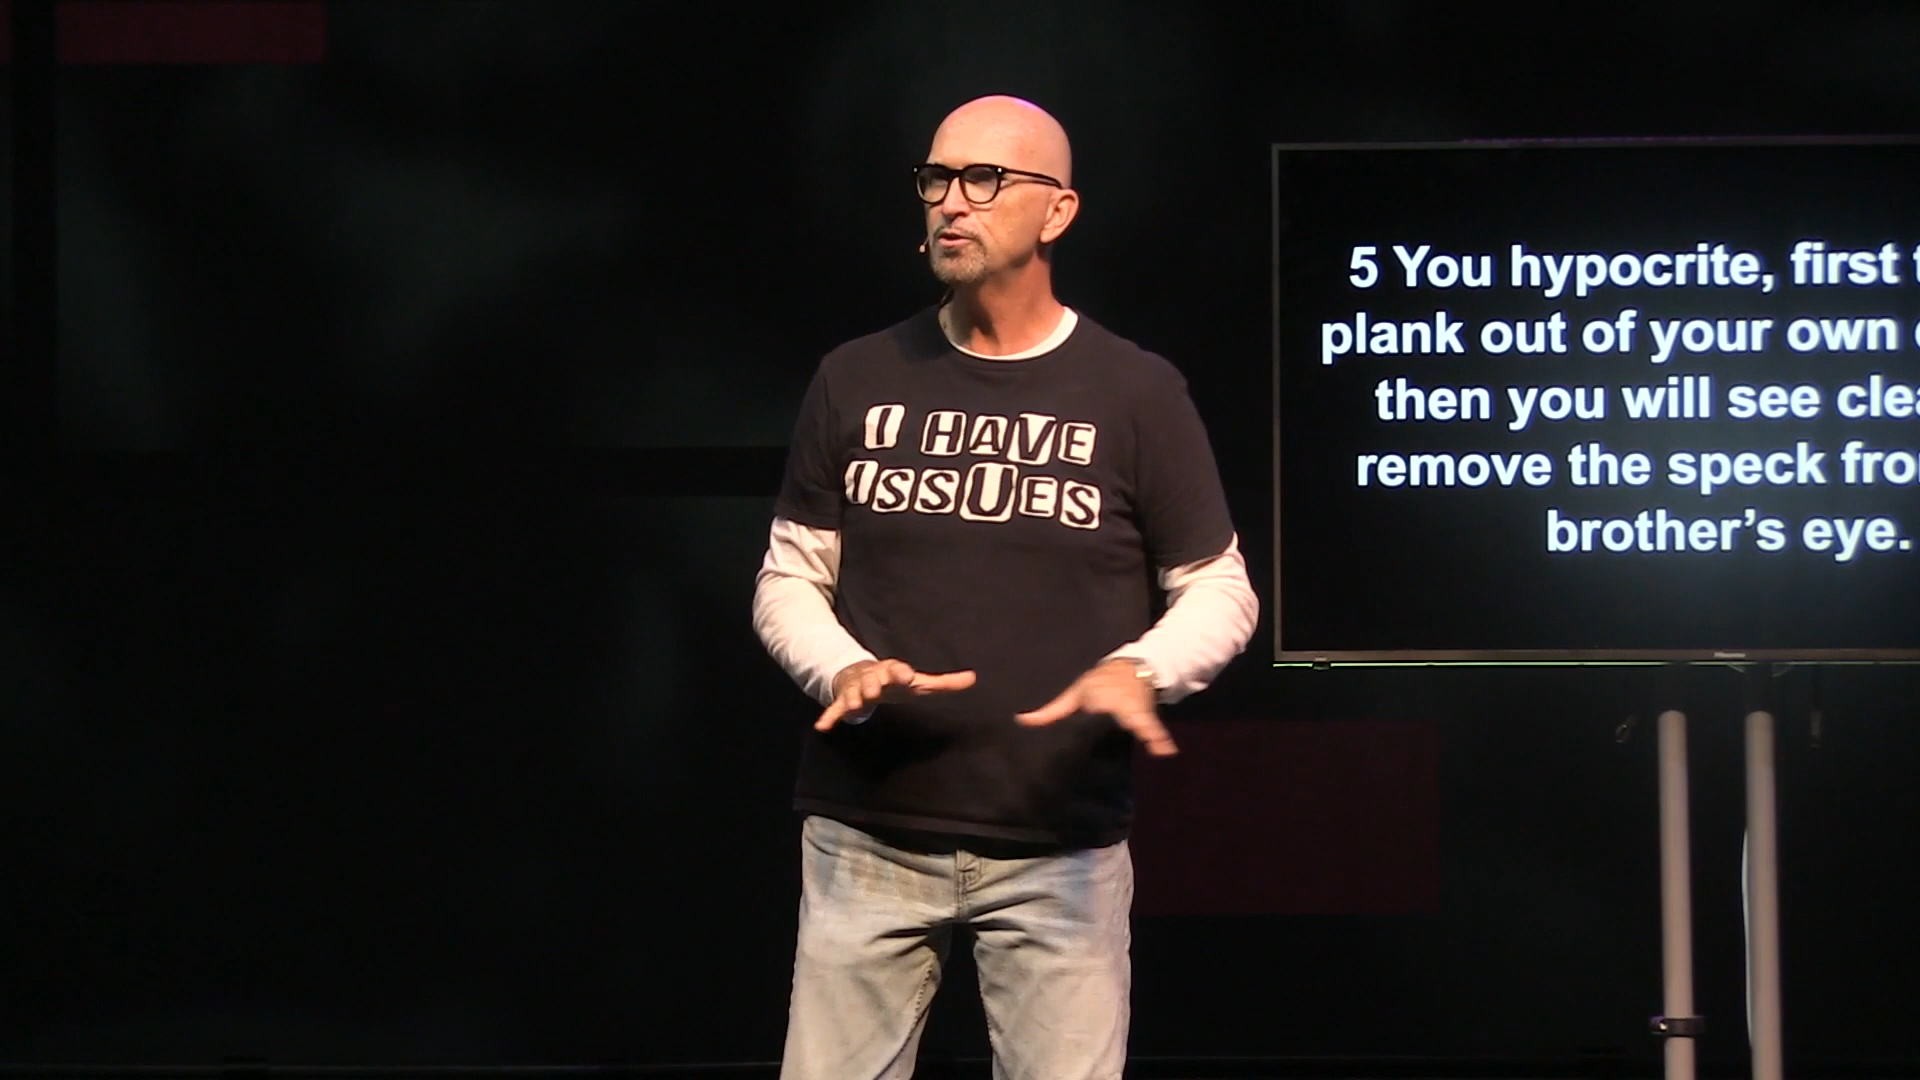 I HAVE
ISSUES
5 You hypocrite, first
plank out of your own
then you will see
remove the speck
brother’s eye.